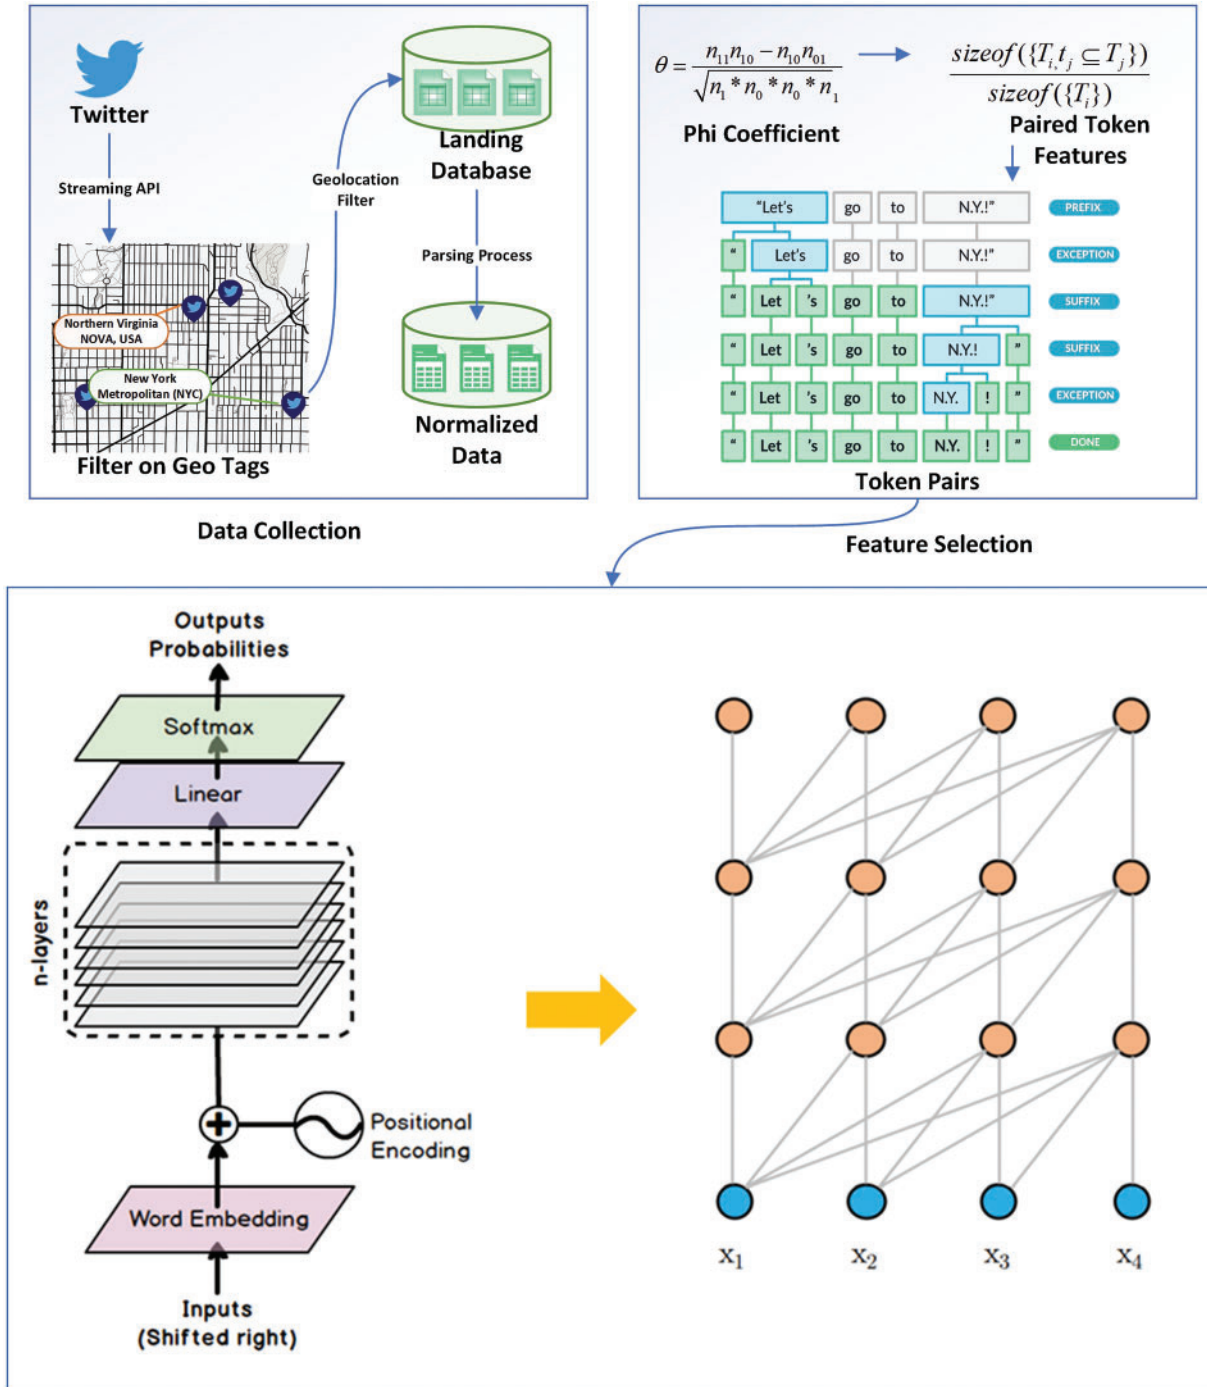 Twitter
Streaming API
Northern Virginia
NOVA, USA
New York
Metropolitan (NYC)
Filter on Geo Tags
Geolocation
Filter
Landing
Database
Parsing Process
Normalized
Data
Data Collection
θ = (n₁₁n₁₀ − n₁₀n₀₁) / √(n₁ * n₀ * n₀ * n₁)
Phi Coefficient
sizeof({Tᵢ,tⱼ ⊆ Tⱼ})
sizeof({Tᵢ})
Paired Token
Features
“Let’s go to N.Y.!” PREFIX
“ Let’s go to N.Y.!” EXCEPTION
“ Let ’s go to N.Y.!” SUFFIX
“ Let ’s go to N.Y.! ” SUFFIX
“ Let ’s go to N.Y. ! ” EXCEPTION
“ Let ’s go to N.Y. ! ” DONE
Token Pairs
Feature Selection
Outputs
Probabilities
Softmax
Linear
n-layers
+
Positional
Encoding
Word Embedding
Inputs
(Shifted right)
x₁ x₂ x₃ x₄